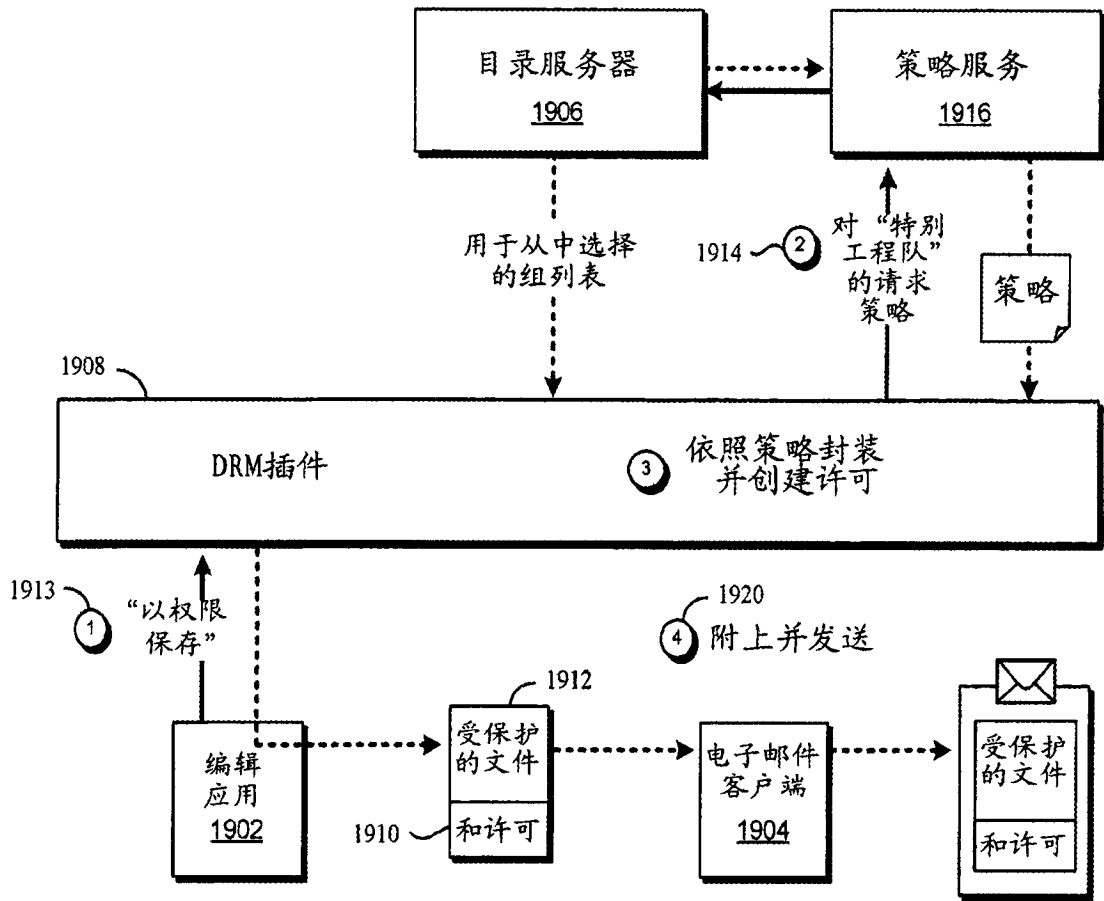 目录服务器
1906
策略服务
1916
用于从中选择
的组列表
1914
2
对“特别
工程队”
的请求
策略
策略
1908
DRM插件
3
依照策略封装
并创建许可
1913
1
“以权限
保存”
1920
4
附上并发送
1912
编辑
应用
1902
受保护
的文件
1910
和许可
电子邮件
客户端
1904
受保护
的文件
和许可